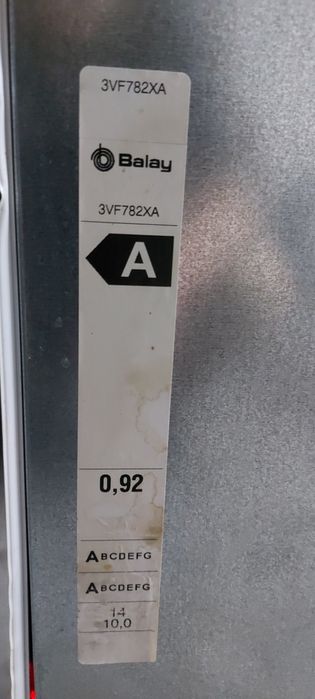 3VF782XA
Balay
3VF782XA
A
0,92
ABCDEFG
ABCDEFG
14
10,0